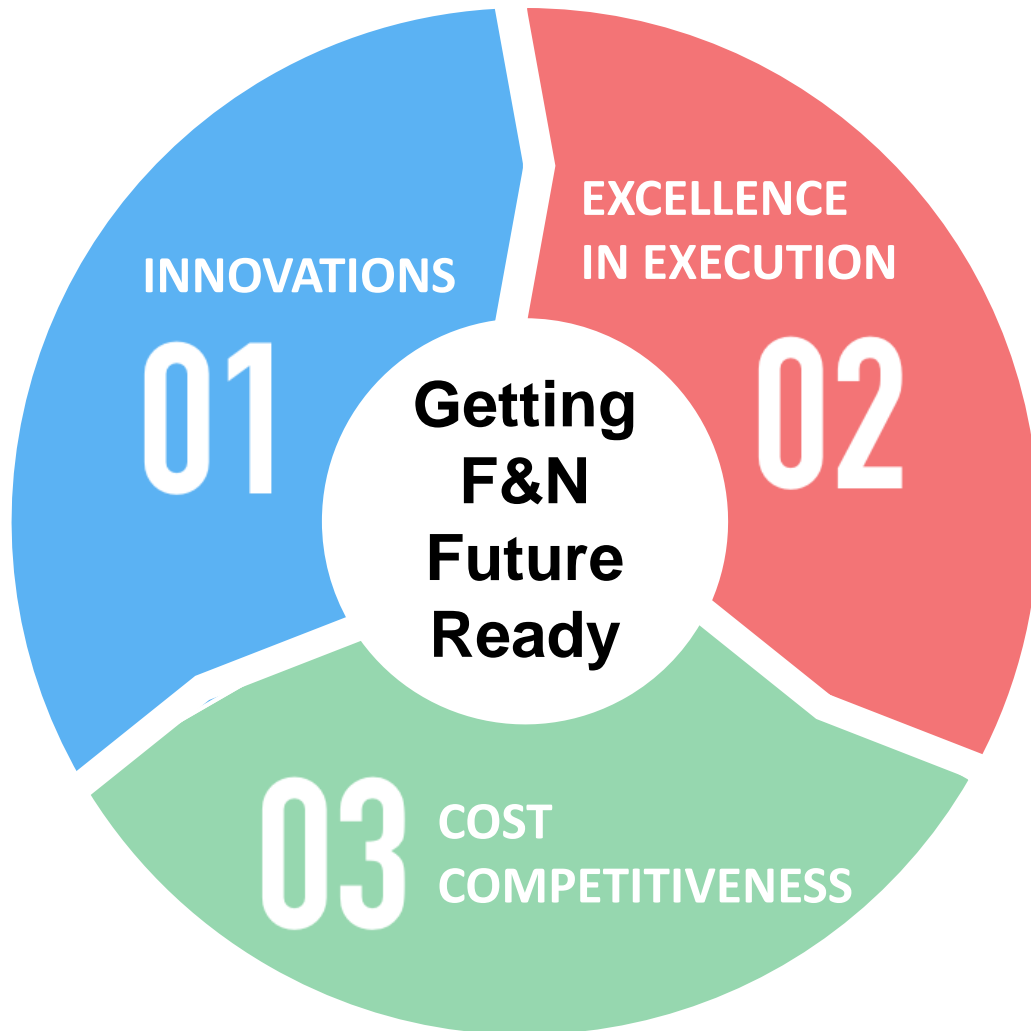 INNOVATIONS
01
EXCELLENCE
IN EXECUTION
02
03
COST
COMPETITIVENESS
Getting
F&N
Future
Ready